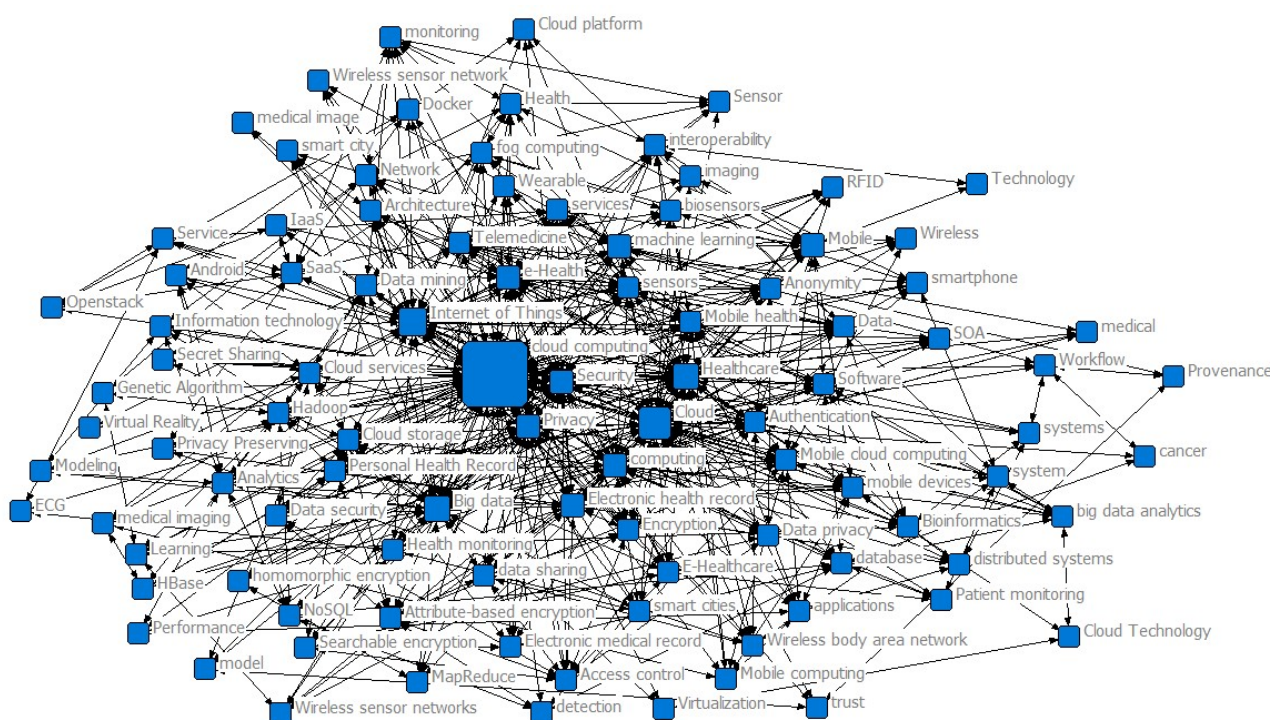 monitoring
Cloud platform
Wireless sensor network
Docker
Health
Sensor
medical image
smart city
fog computing
interoperability
Network
Wearable
imaging
RFID
Technology
IaaS
Architecture
services
biosensors
Service
Telemedicine
machine learning
Mobile
Wireless
Android
SaaS
Data mining
e-Health
sensors
Anonymity
smartphone
Openstack
Information technology
Internet of Things
Mobile health
Data
SOA
medical
Secret Sharing
Cloud services
cloud computing
Security
Healthcare
Software
Workflow
Provenance
Genetic Algorithm
Hadoop
Virtual Reality
Privacy
Cloud
Authentication
Privacy Preserving
Cloud storage
systems
Modeling
Analytics
Personal Health Record
computing
Mobile cloud computing
cancer
system
mobile devices
ECG
medical imaging
Data security
Big data
Electronic health record
Encryption
Data privacy
Bioinformatics
big data analytics
Learning
Health monitoring
HBase
homomorphic encryption
data sharing
E-Healthcare
database
distributed systems
Performance
NoSQL
Attribute-based encryption
smart cities
applications
Patient monitoring
Searchable encryption
Electronic medical record
Wireless body area network
Cloud Technology
model
MapReduce
Access control
Mobile computing
Wireless sensor networks
detection
Virtualization
trust